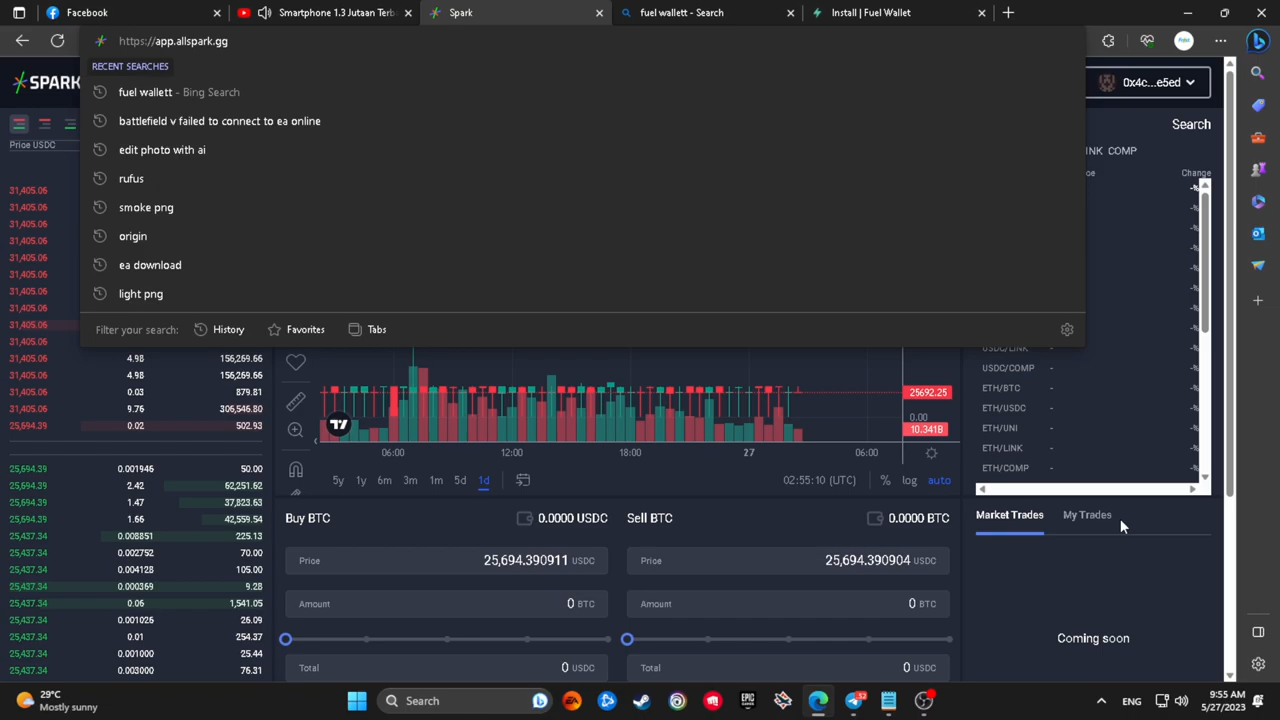 Facebook
Smartphone 1.3 Jutaan Terba
Spark
fuel wallett - Search
Install | Fuel Wallet
https://app.allspark.gg
RECENT SEARCHES
fuel wallett - Bing Search
battlefield v failed to connect to ea online
edit photo with ai
rufus
smoke png
origin
ea download
light png
Filter your search:
History
Favorites
Tabs
SPARK
0x4c...e5ed
Price USDC
Search
LINK COMP
Change
31,405.06
-%
31,405.06
-%
31,405.06
31,405.06
-%
31,405.06
-%
31,405.06
-%
31,405.06
-%
31,405.06
31,405.06
31,405.06
31,405.06 4.98 156,269.66
31,405.06 4.98 156,269.66
31,405.06 0.03 879.81
31,405.06 9.76 306,546.80
25,694.39 0.02 502.93
25,694.39 0.001946 50.00
25,694.39 2.42 62,251.62
25,694.39 1.47 37,823.63
25,694.39 1.66 42,559.54
25,437.34 0.008851 225.13
25,437.34 0.002752 70.00
25,437.34 0.004128 105.00
25,437.34 0.000369 9.28
25,437.34 0.06 1,541.05
25,437.34 0.001026 26.09
25,437.34 0.01 254.37
25,437.34 0.001000 25.44
25,437.34 0.003000 76.31
25692.25
0.00
10.341B
06:00 12:00 18:00 27 06:00
5y 1y 6m 3m 1m 5d 1d
02:55:10 (UTC) % log auto
USDC/LINK -
USDC/COMP -
ETH/BTC -
ETH/USDC -
ETH/UNI -
ETH/LINK -
ETH/COMP -
Buy BTC 0.0000 USDC
Price 25,694.390911 USDC
Amount 0 BTC
Total 0 USDC
Sell BTC 0.0000 BTC
Price 25,694.390904 USDC
Amount 0 BTC
Total 0 USDC
Market Trades My Trades
Coming soon
29°C
Mostly sunny
Search
EPIC GAMES
32
ENG
9:55 AM
5/27/2023